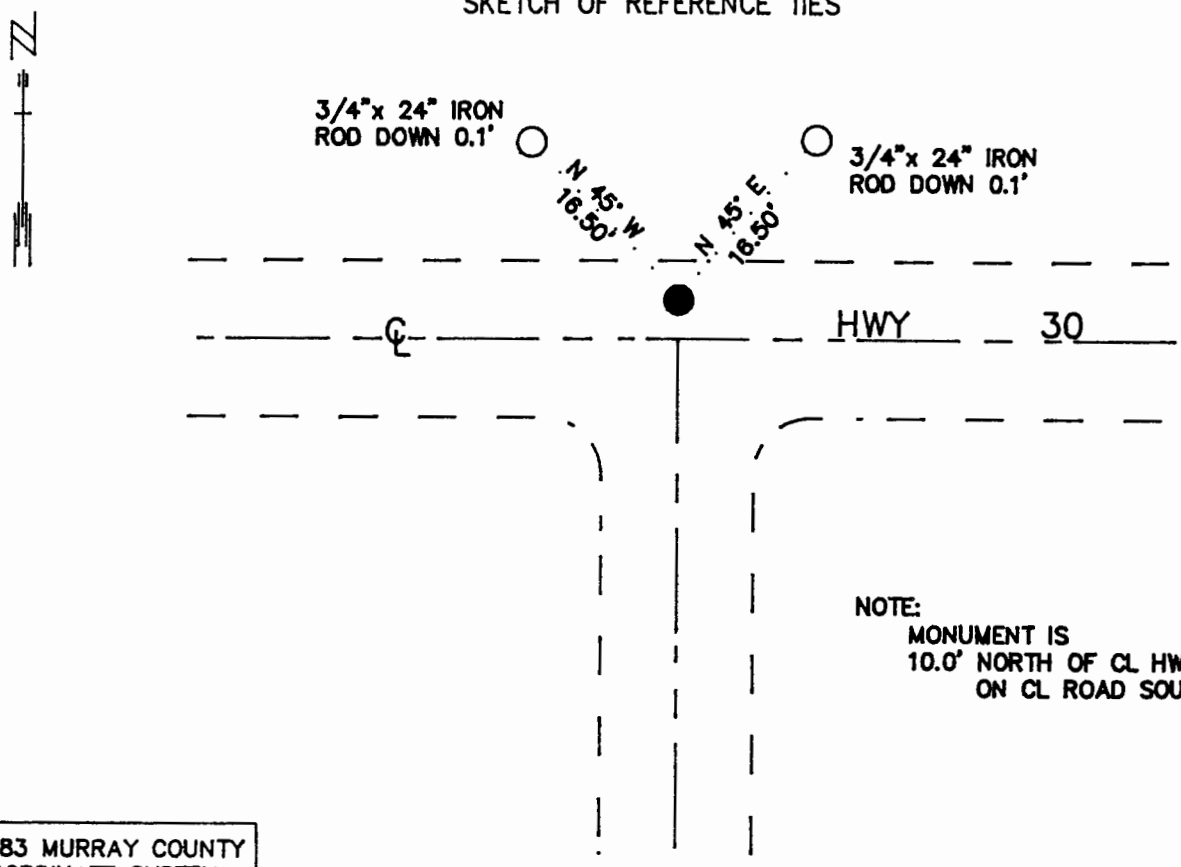 SKETCH OF REFERENCE TIES
N
3/4"x 24" IRON
ROD DOWN 0.1'
3/4"x 24" IRON
ROD DOWN 0.1'
N 45° W
16.50'
N 45° E
16.50'
℄
HWY 30
NOTE:
MONUMENT IS
10.0' NORTH OF CL HW
ON CL ROAD SOU
83 MURRAY COUNTY